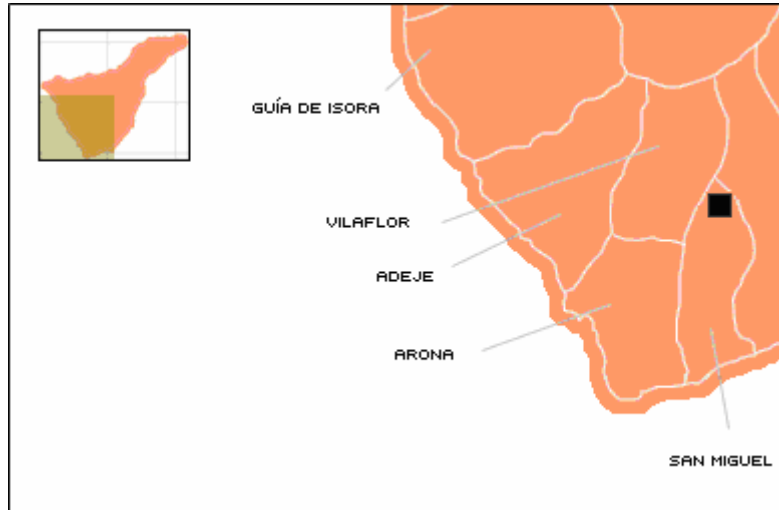 GUÍA DE ISORA
VILAFLOR
ADEJE
ARONA
SAN MIGUEL